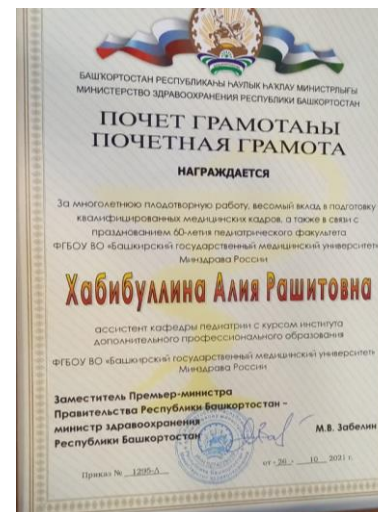 БАШҠОРТОСТАН РЕСПУБЛИКАҺЫ ҺАУЛЫҠ ҺАҠЛАУ МИНИСТРЛЫҒЫ
МИНИСТЕРСТВО ЗДРАВООХРАНЕНИЯ РЕСПУБЛИКИ БАШКОРТОСТАН
ПОЧЕТ ГРАМОТАҺЫ
ПОЧЕТНАЯ ГРАМОТА
НАГРАЖДАЕТСЯ
За многолетнюю плодотворную работу, весомый вклад в подготовку
квалифицированных медицинских кадров, а также в связи с
празднованием 60-летия педиатрического факультета
ФГБОУ ВО «Башкирский государственный медицинский университет»
Минздрава России
Хабибуллина Алия Рашитовна
ассистент кафедры педиатрии с курсом института
дополнительного профессионального образования
ФГБОУ ВО «Башкирский государственный медицинский университет»
Минздрава России
Заместитель Премьер-министра
Правительства Республики Башкортостан –
министр здравоохранения
Республики Башкортостан
М.В. Забелин
Приказ № 1295-Л от «26» 10 2021 г.